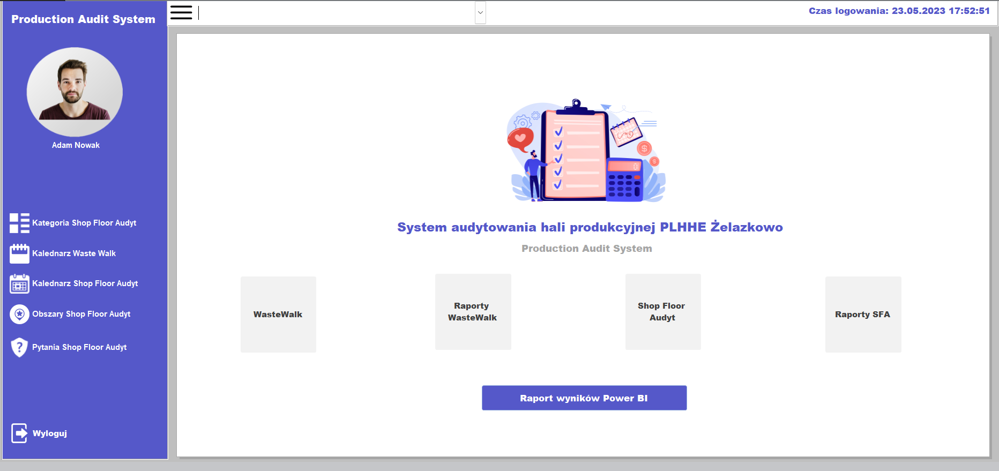 Production Audit System
Czas logowania: 23.05.2023 17:52:51
Adam Nowak
Kategoria Shop Floor Audyt
Kalednarz Waste Walk
Kalednarz Shop Floor Audyt
Obszary Shop Floor Audyt
Pytania Shop Floor Audyt
Wyloguj
System audytowania hali produkcyjnej PLHHE Żelazkowo
Production Audit System
WasteWalk
Raporty
WasteWalk
Shop Floor
Audyt
Raporty SFA
Raport wyników Power BI